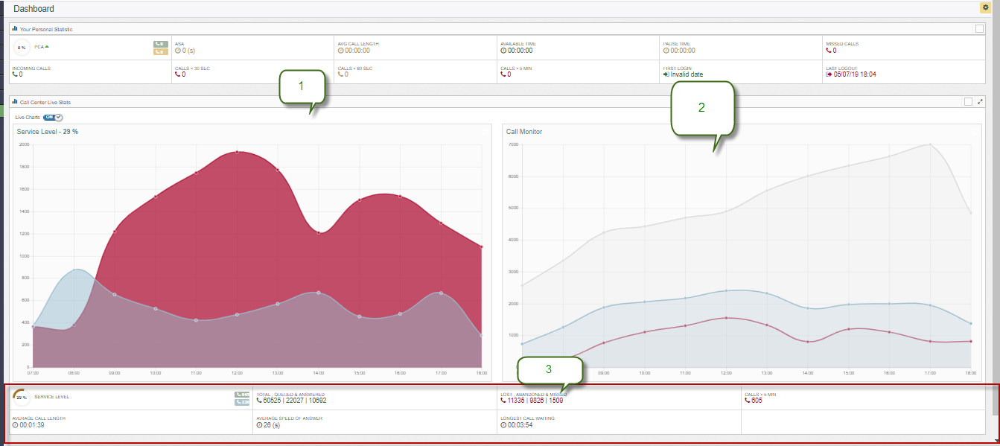 Dashboard
Your Personal Statistic
0 %
PCA
0
0
ASA
0 (s)
AVG CALL LENGTH
00:00:00
AVAILABLE TIME
00:00:00
PAUSE TIME
00:00:00
MISSED CALLS
0
INCOMING CALLS
0
CALLS < 30 SEC
0
CALLS < 60 SEC
0
CALLS > 5 MIN
0
FIRST LOGIN
Invalid date
LAST LOGOUT
05/07/19 18:04
1
2
Call Center Live Stats
Live Charts ON
Service Level - 29 %
2000
1800
1600
1400
1200
1000
800
600
400
200
0
07:00 08:00 09:00 10:00 11:00 12:00 13:00 14:00 15:00 16:00 17:00 18:00
Call Monitor
7000
6000
5000
4000
3000
2000
1000
09:00 10:00 11:00 12:00 13:00 14:00 15:00 16:00 17:00 18:00
3
29 %
SERVICE LEVEL .
TOTAL , QUEUED & ANSWERED
60525 | 22027 | 10692
LOST , ABANDONED & MISSED
11335 | 9826 | 1509
CALLS > 5 MIN
605
AVERAGE CALL LENGTH
00:01:39
AVERAGE SPEED OF ANSWER
26 (s)
LONGEST CALL WAITING
00:03:54